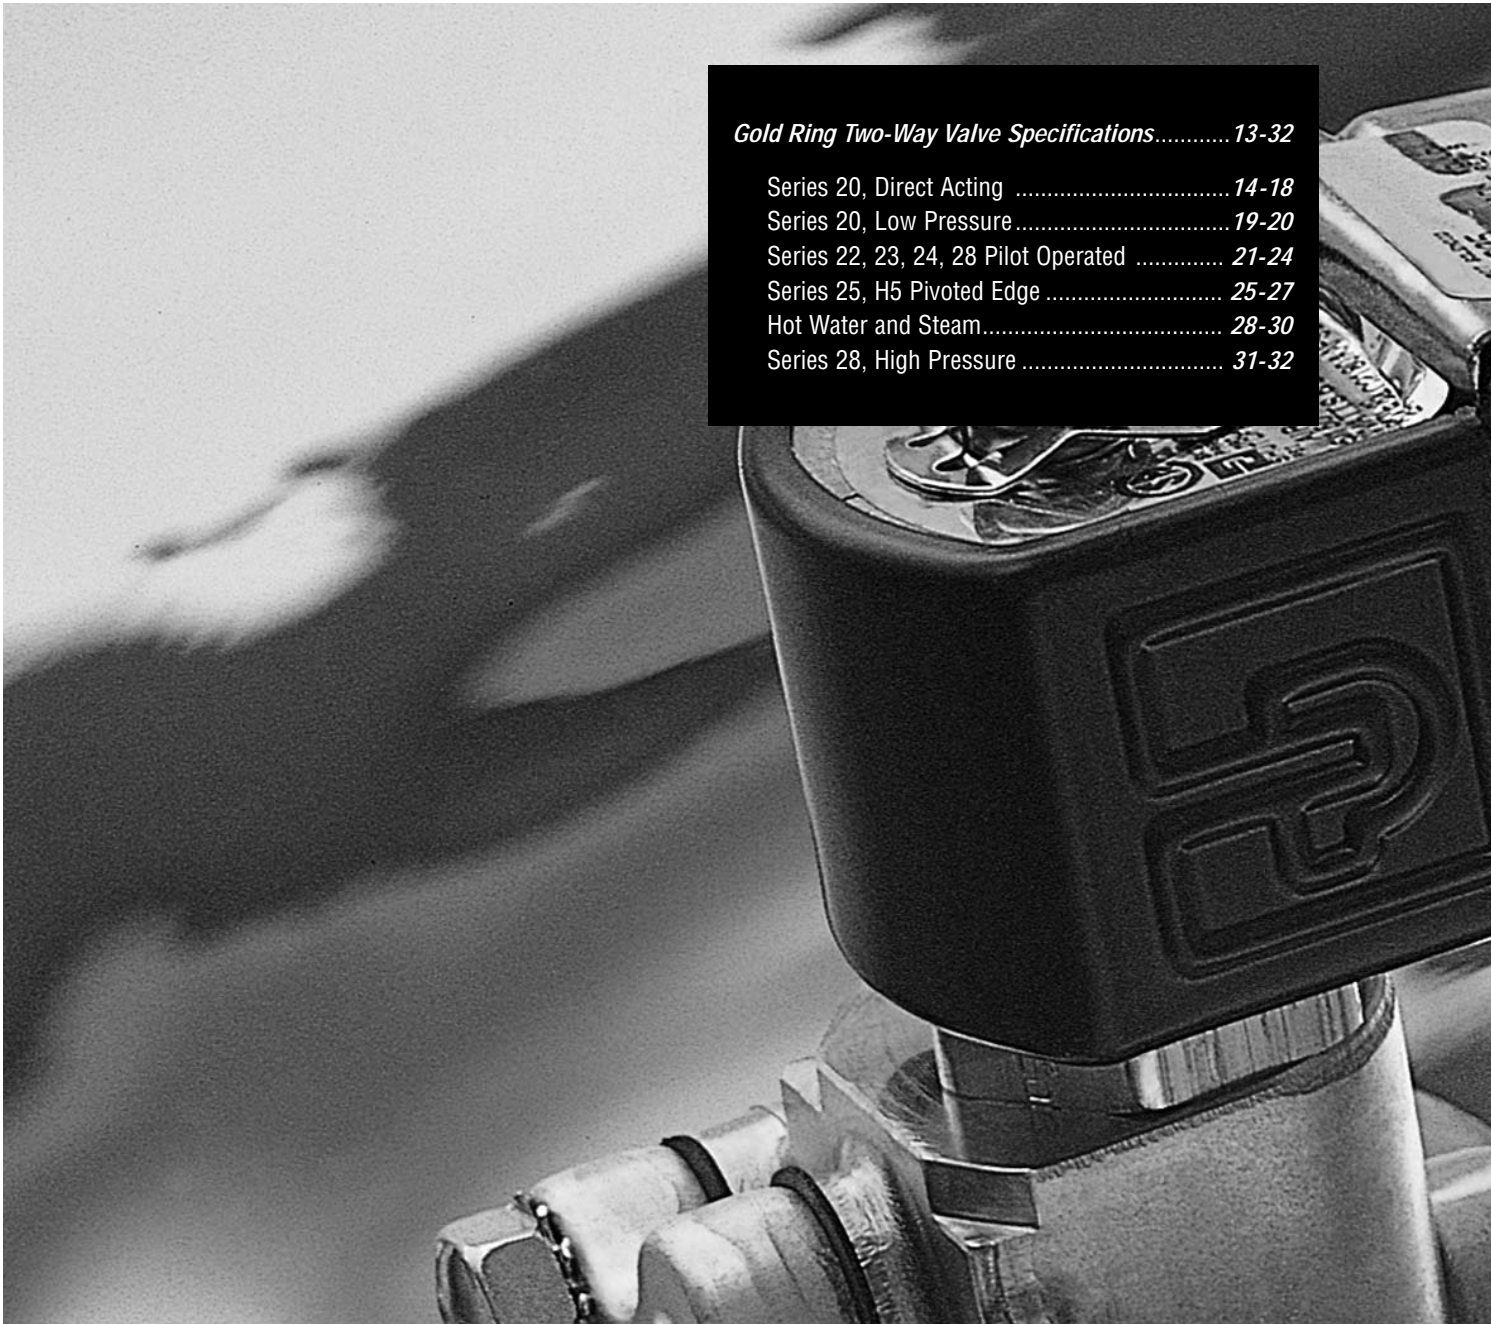 Gold Ring Two-Way Valve Specifications............13-32
Series 20, Direct Acting ..................................14-18
Series 20, Low Pressure..................................19-20
Series 22, 23, 24, 28 Pilot Operated .............. 21-24
Series 25, H5 Pivoted Edge ............................ 25-27
Hot Water and Steam...................................... 28-30
Series 28, High Pressure ................................ 31-32